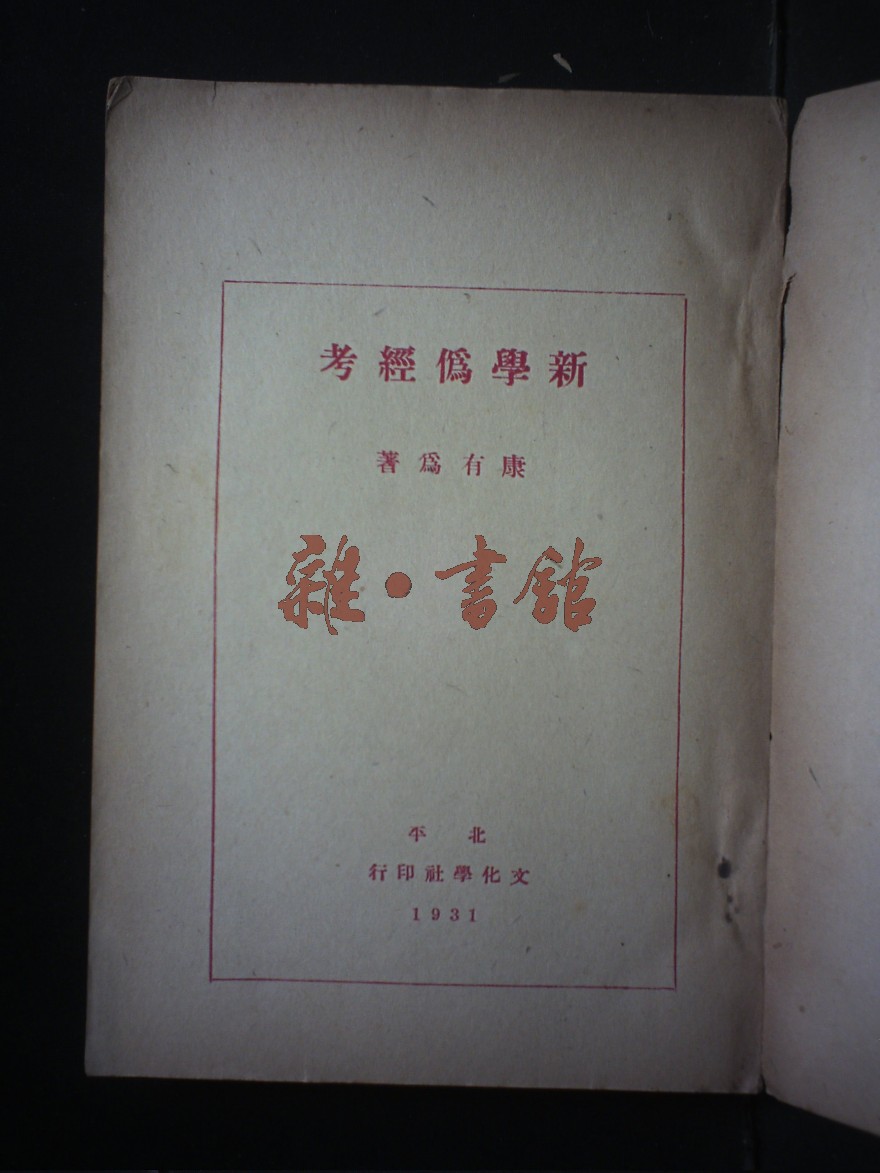 新學僞經考
康有爲著
雜·書館
北平
文化學社印行
1931